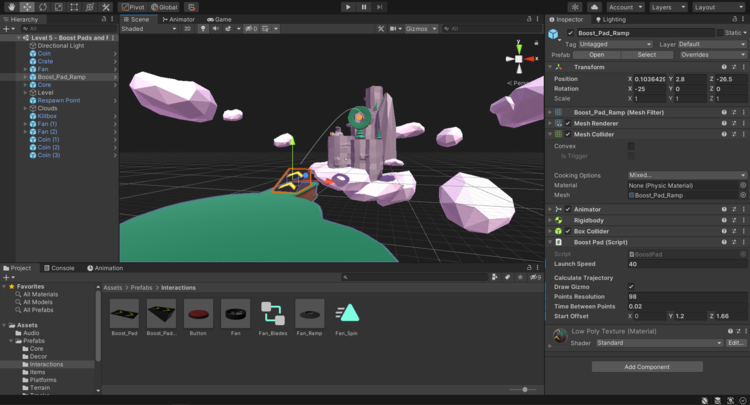 Pivot Global Account Layers Layout
Hierarchy Scene Animator Game Inspector Lighting
All Shaded 2D 0 Gizmos All Boost_Pad_Ramp Static
Level 5 - Boost Pads and F
Tag Untagged Layer Default
Directional Light
Prefab Open Select Overrides
Coin
Crate
Fan
Boost_Pad_Ramp
Core
Level
Respawn Point
Clouds
Killbox
Fan (1)
Fan (2)
Coin (1)
Coin (2)
Coin (3)
y
x
z
Persp
Transform
Position X 0.1036429 Y 2.8 Z -26.5
Rotation X -25 Y 0 Z 0
Scale X 1 Y 1 Z 1
Boost_Pad_Ramp (Mesh Filter)
Mesh Renderer
Mesh Collider
Convex
Is Trigger
Cooking Options Mixed...
Material None (Physic Material)
Mesh Boost_Pad_Ramp
Animator
Rigidbody
Box Collider
Boost Pad (Script)
Script BoostPad
Launch Speed 40
Calculate Trajectory
Draw Gizmo
Points Resolution 98
Time Between Points 0.02
Start Offset X 0 Y 1.2 Z 1.66
Low Poly Texture (Material)
Shader Standard Edit...
Add Component
Project Console Animation
9
Favorites
All Materials
All Models
All Prefabs
Assets
Audio
Prefabs
Core
Decor
Interactions
Items
Platforms
Terrain
Assets > Prefabs > Interactions
Boost_Pad Boost_Pad... Button Fan Fan_Blades Fan_Remp Fan_Spin